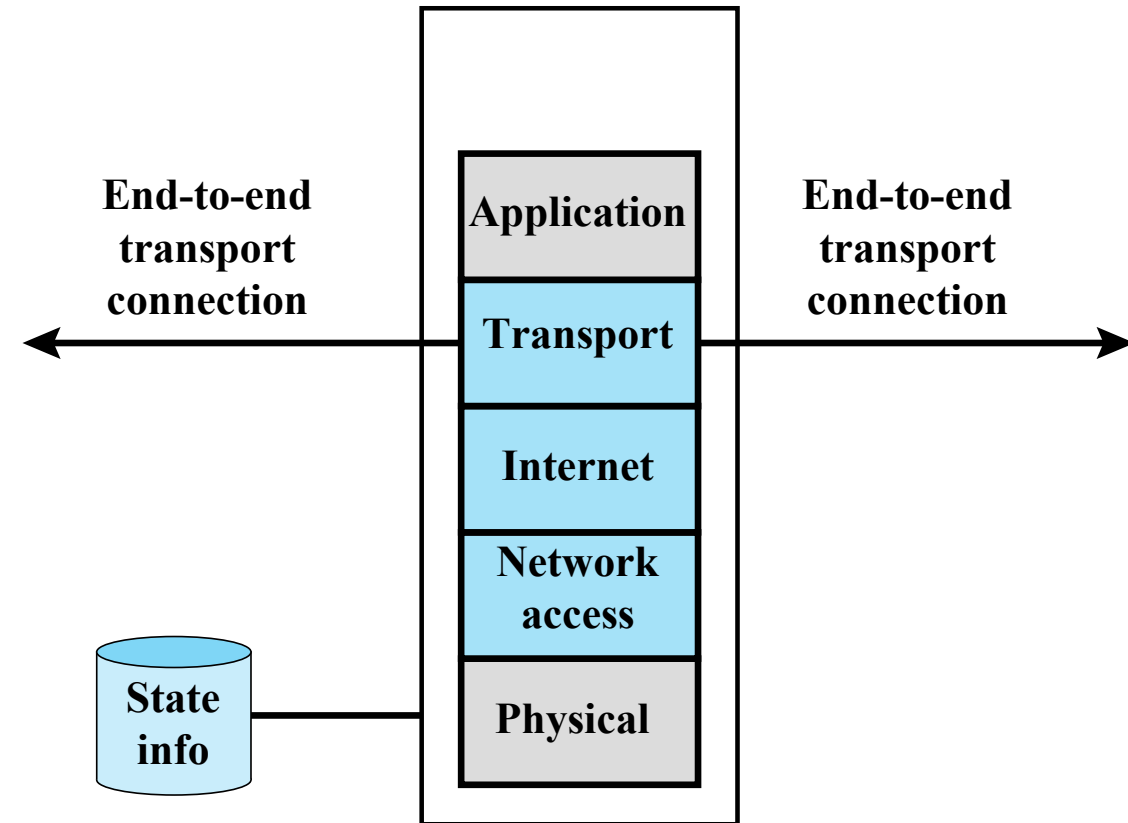 End-to-end
transport
connection
Application
Transport
Internet
Network
access
Physical
End-to-end
transport
connection
State
info